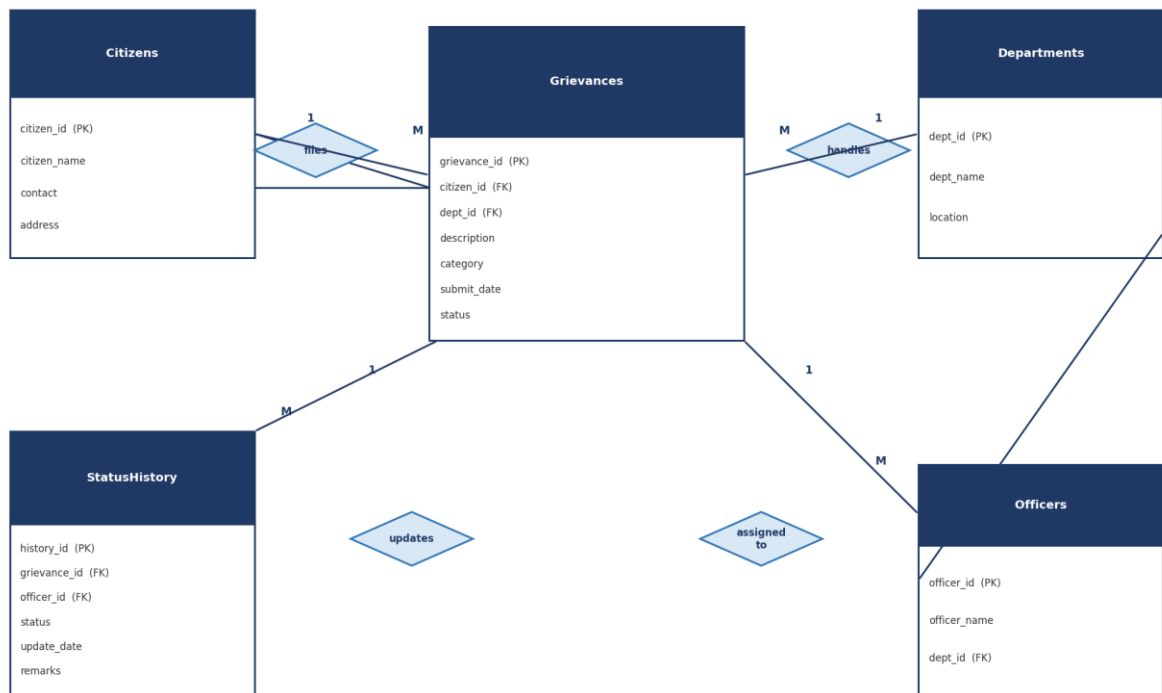 Citizens
citizen_id (PK)
citizen_name
contact
address
1
files
M
Grievances
grievance_id (PK)
citizen_id (FK)
dept_id (FK)
description
category
submit_date
status
M
handles
1
Departments
dept_id (PK)
dept_name
location
1
M
1
M
StatusHistory
history_id (PK)
grievance_id (FK)
officer_id (FK)
status
update_date
remarks
updates
assigned
to
Officers
officer_id (PK)
officer_name
dept_id (FK)